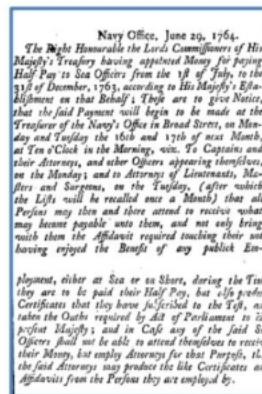 Navy Office, June 29, 1764.
The Right Honourable the Lords Commissioners of His
Majesty's Treasury having appointed Money for paying
Half Pay to Sea Officers from the 1ſt of July, to the
31ſt of December, 1763, according to His Majeſty's Eſta-
bliſhment on that Behalf; Theſe are to give Notice,
that the ſaid Payment will begin to be made at the
Treaſurer of the Navy's Office in Broad Street, on Mon-
day and Tueſday the 16th and 17th of next Month,
at Ten o'Clock in the Morning, viz. To Captains and
their Attorneys, and other Officers appearing themſelves,
on the Monday; and to Attorneys of Lieutenants, Ma-
ſters and Surgeons, on the Tueſday, (after which
the Liſts will be recalled once a Month) that all
Perſons may then and there attend to receive what
may become payable unto them, and not only bring
with them the Affidavit required touching their not
having enjoyed the Benefit of any publick Em-
ployment, either at Sea or on Shore, during the Time
they are to be paid their Half Pay, but alſo produce
Certificates that they have ſubſcribed to the Teſt, and
taken the Oaths required by Act of Parliament to his
preſent Majeſty; and in Caſe any of the ſaid Sea
Officers ſhall not be able to attend themſelves to receive
their Money, but employ Attorneys for that Purpoſe, that
the ſaid Attorneys may produce the like Certificates and
Affidavits from the Perſons they are employed by.